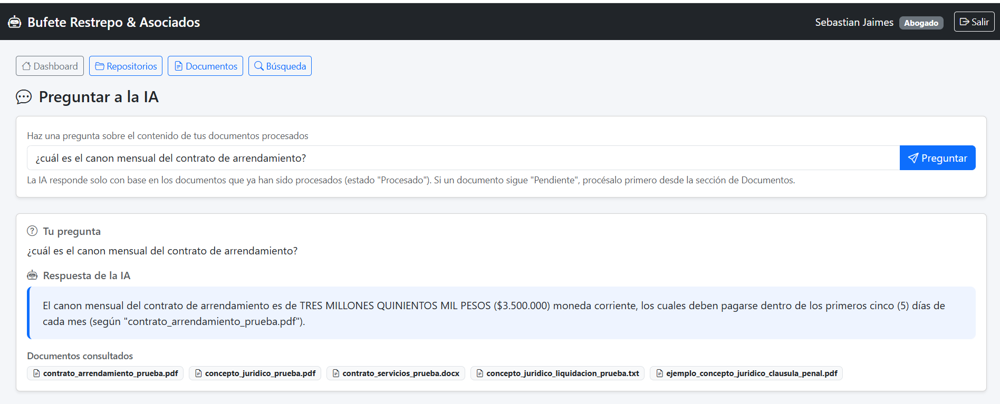 Bufete Restrepo & Asociados
Sebastian Jaimes Abogado Salir
Dashboard Repositorios Documentos Búsqueda
Preguntar a la IA
Haz una pregunta sobre el contenido de tus documentos procesados
¿cuál es el canon mensual del contrato de arrendamiento? Preguntar
La IA responde solo con base en los documentos que ya han sido procesados (estado "Procesado"). Si un documento sigue "Pendiente", procésalo primero desde la sección de Documentos.
Tu pregunta
¿cuál es el canon mensual del contrato de arrendamiento?
Respuesta de la IA
El canon mensual del contrato de arrendamiento es de TRES MILLONES QUINIENTOS MIL PESOS ($3.500.000) moneda corriente, los cuales deben pagarse dentro de los primeros cinco (5) días de
cada mes (según "contrato_arrendamiento_prueba.pdf").
Documentos consultados
contrato_arrendamiento_prueba.pdf concepto_juridico_prueba.pdf contrato_servicios_prueba.docx concepto_juridico_liquidacion_prueba.txt ejemplo_concepto_juridico_clausula_penal.pdf